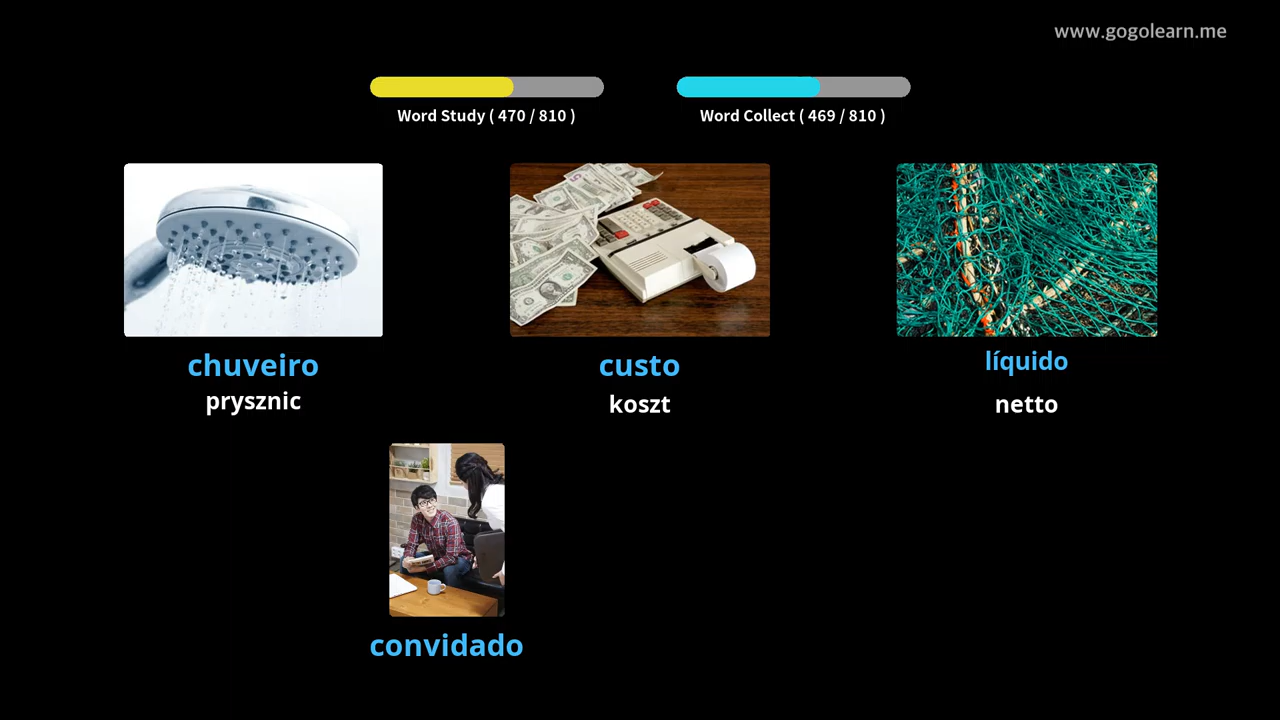 www.gogolearn.me
Word Study ( 470 / 810 )
Word Collect ( 469 / 810 )
chuveiro
prysznic
custo
koszt
líquido
netto
convidado